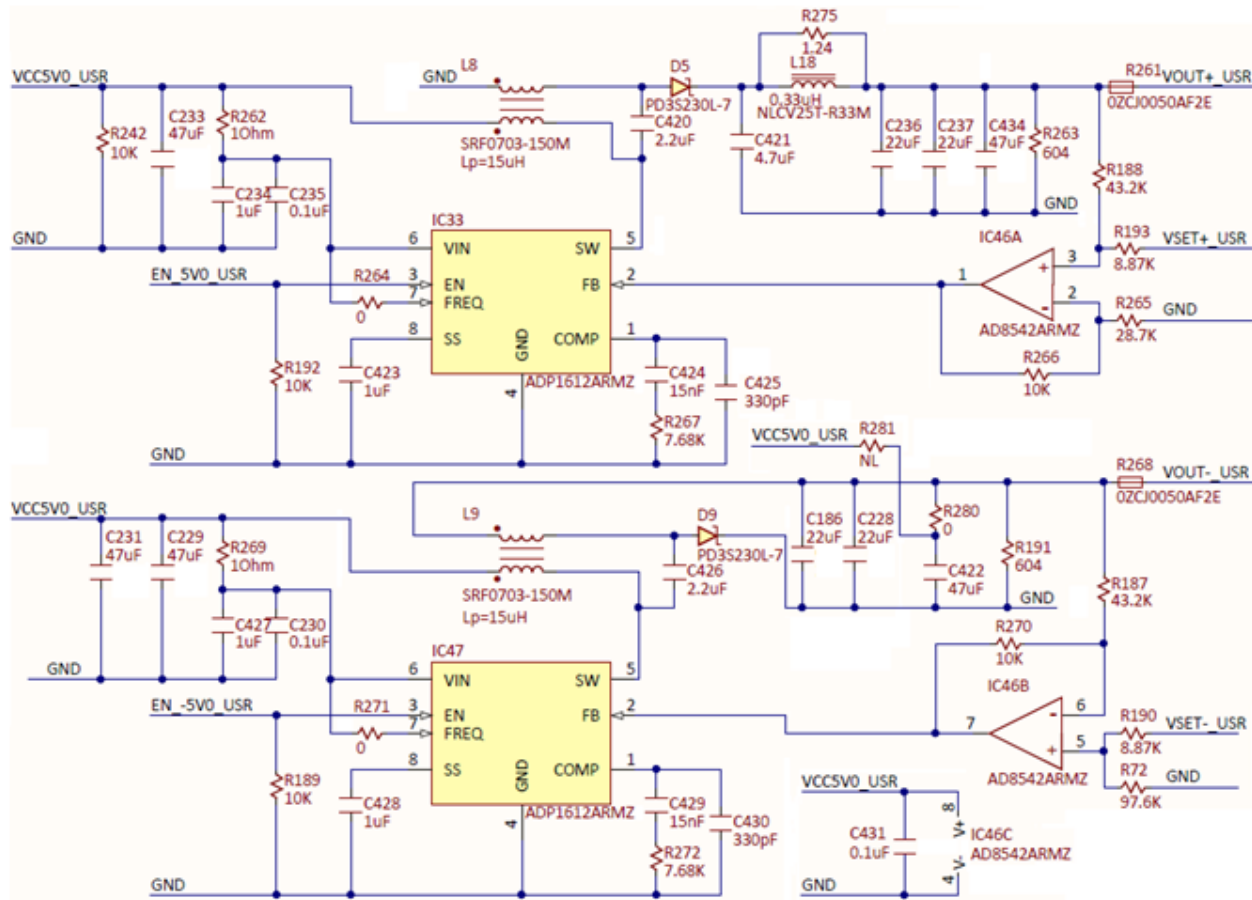 VCC5V0_USR
C233
47uF
R262
1Ohm
R242
10K
C234
1uF
C235
0.1uF
GND
GND
L8
SRF0703-150M
Lp=15uH
D5
PD3S230L-7
C420
2.2uF
R275
1.24
L18
0.33uH
NLCV25T-R33M
C421
4.7uF
C236
22uF
C237
22uF
C434
47uF
R263
604
R261
VOUT+_USR
0ZCJ0050AF2E
R188
43.2K
GND
R193
VSET+_USR
8.87K
IC46A
1
3
+
2
-
AD8542ARMZ
R265
GND
28.7K
R266
10K
IC33
6
VIN
SW
5
EN_5V0_USR
3
EN
FB
2
R264
0
7
FREQ
8
SS
GND
COMP
1
4
ADP1612ARMZ
R192
10K
C423
1uF
C424
15nF
C425
330pF
R267
7.68K
GND
VCC5V0_USR
R281
NL
VCC5V0_USR
C231
47uF
C229
47uF
R269
1Ohm
C427
1uF
C230
0.1uF
GND
L9
SRF0703-150M
Lp=15uH
D9
PD3S230L-7
C426
2.2uF
C186
22uF
C228
22uF
R280
0
C422
47uF
R191
604
R268
VOUT-_USR
0ZCJ0050AF2E
R187
43.2K
GND
R270
10K
IC46B
7
6
-
5
+
AD8542ARMZ
R190
VSET-_USR
8.87K
R72
GND
97.6K
IC47
6
VIN
SW
5
EN_-5V0_USR
3
EN
FB
2
R271
0
7
FREQ
8
SS
GND
COMP
1
4
ADP1612ARMZ
R189
10K
C428
1uF
C429
15nF
C430
330pF
R272
7.68K
GND
VCC5V0_USR
C431
0.1uF
8
V+
V-
4
IC46C
AD8542ARMZ
GND